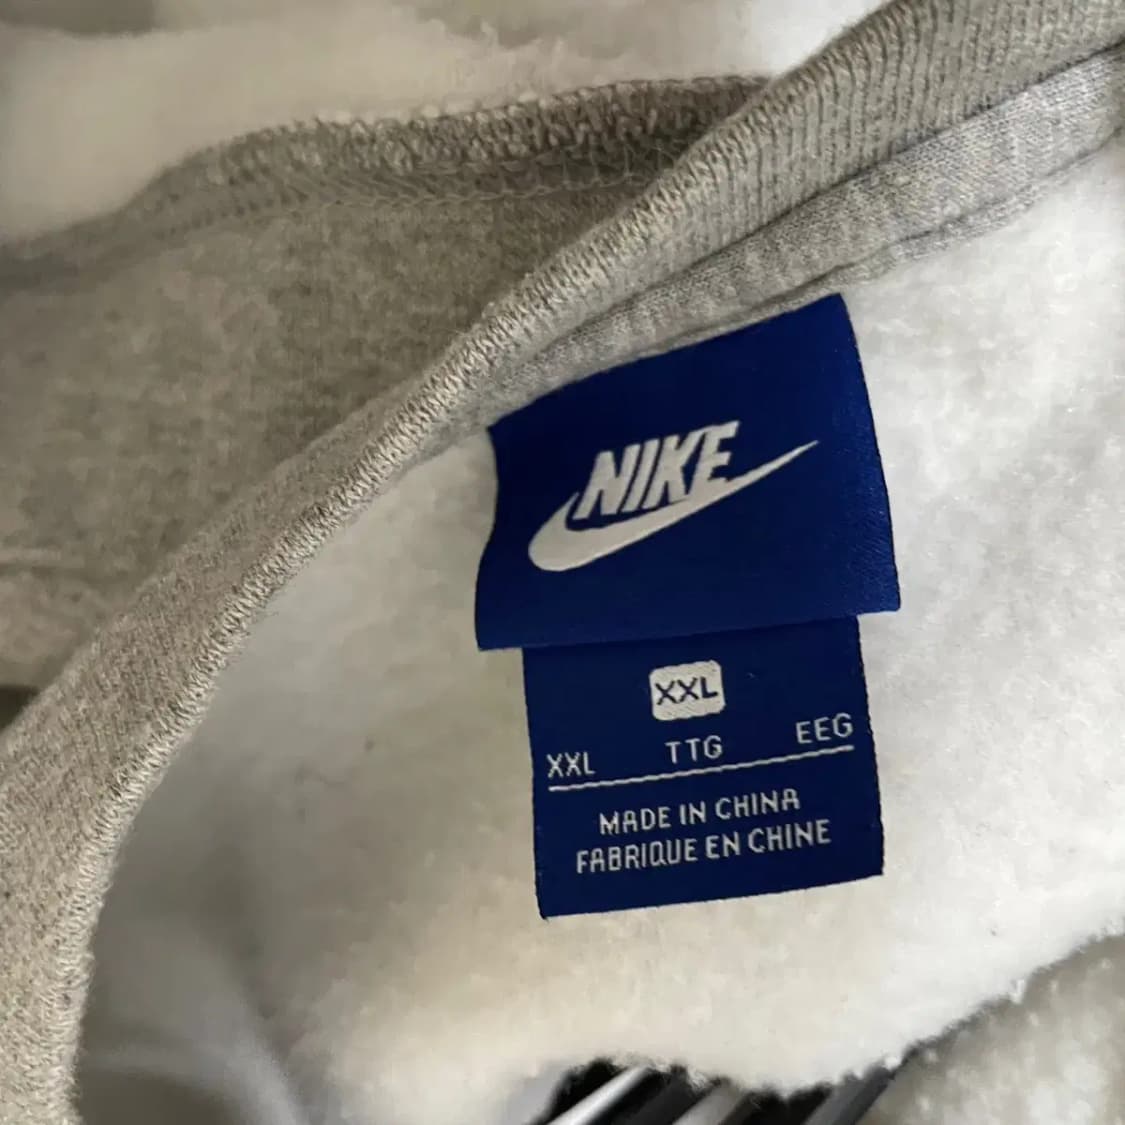 NIKE
XXL
XXL TTG EEG
MADE IN CHINA
FABRIQUE EN CHINE